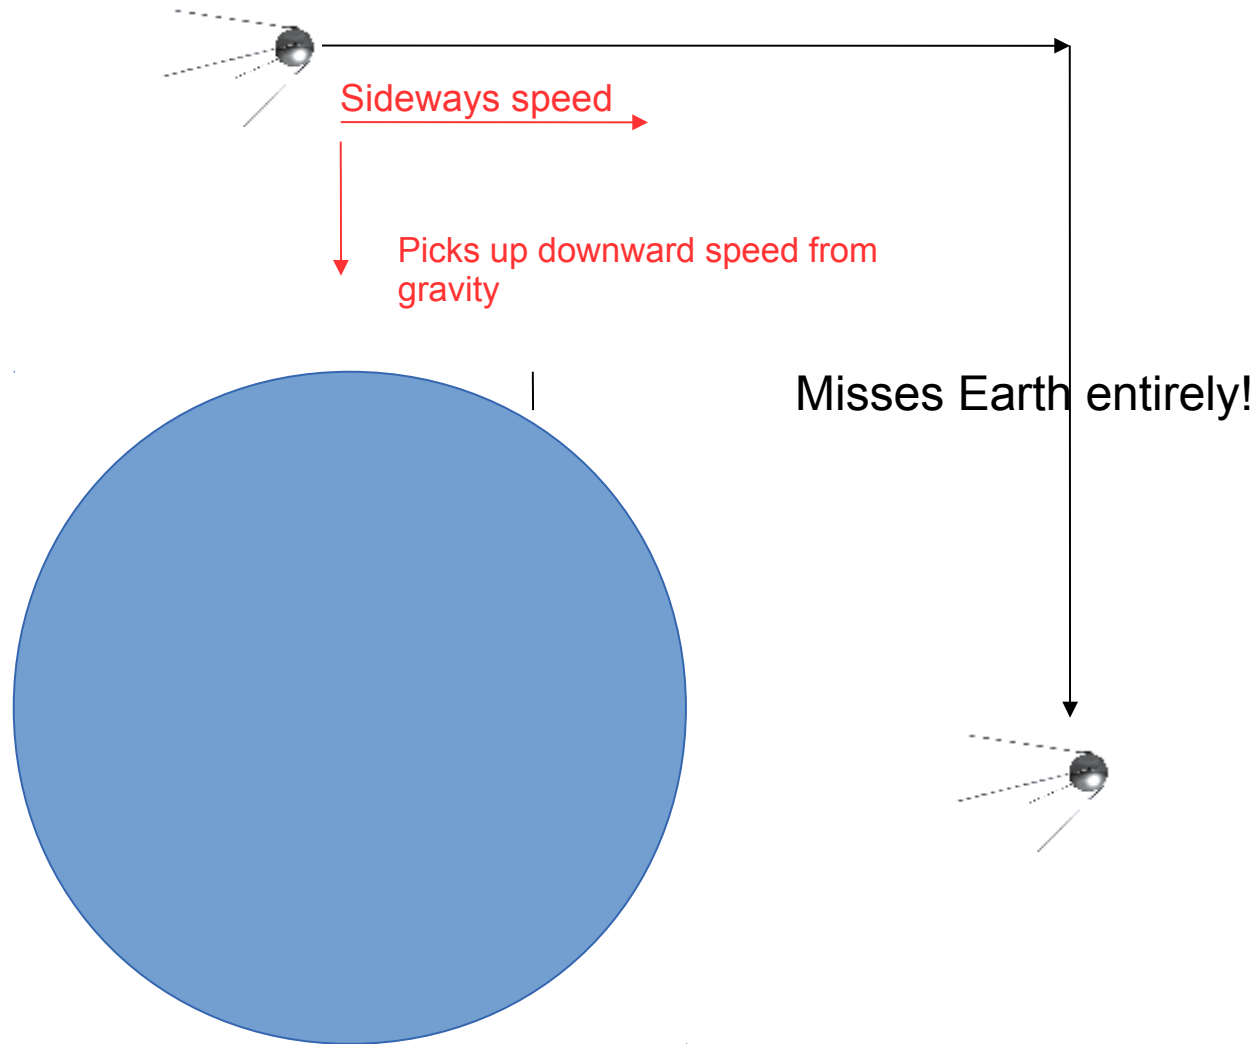 Sideways speed
Picks up downward speed from
gravity
Misses Earth entirely!